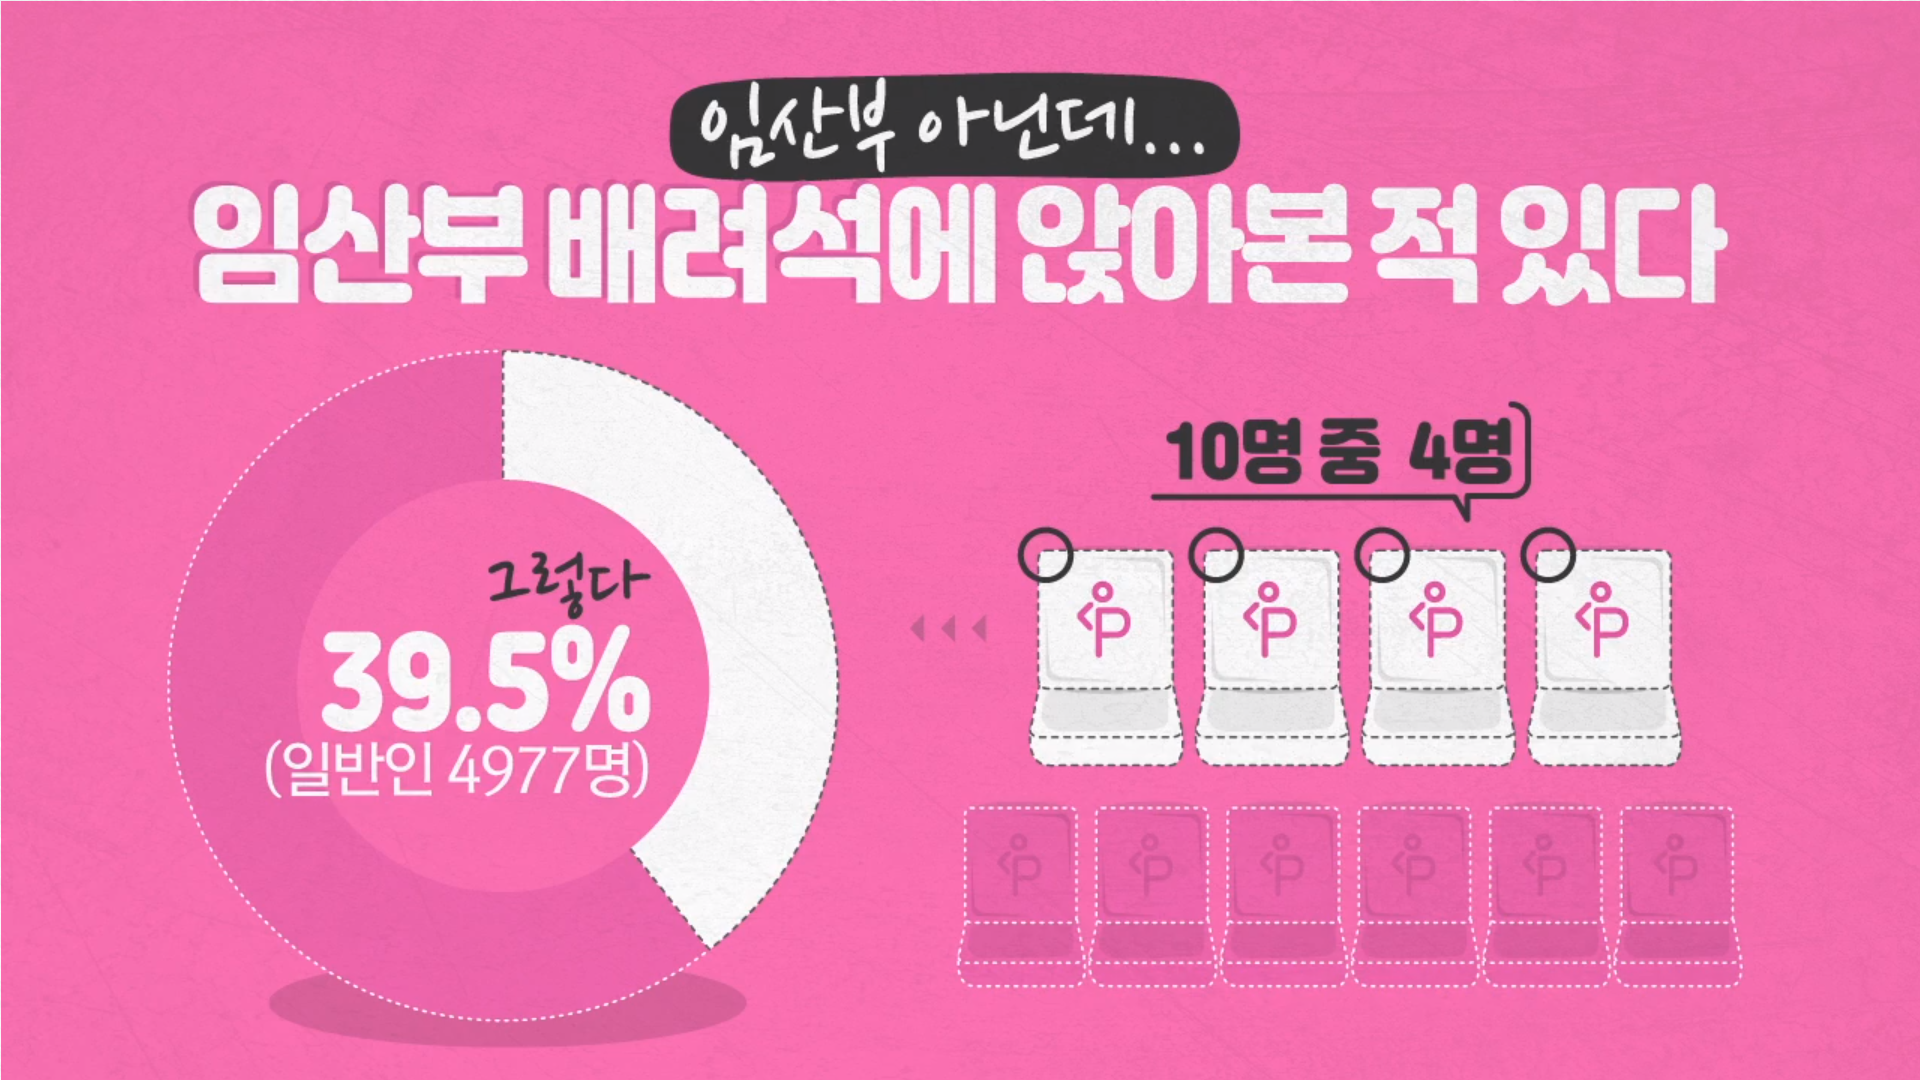 임산부 아닌데...
임산부 배려석에 앉아본 적 있다
그렇다
39.5%
(일반인 4977명)
10명 중 4명